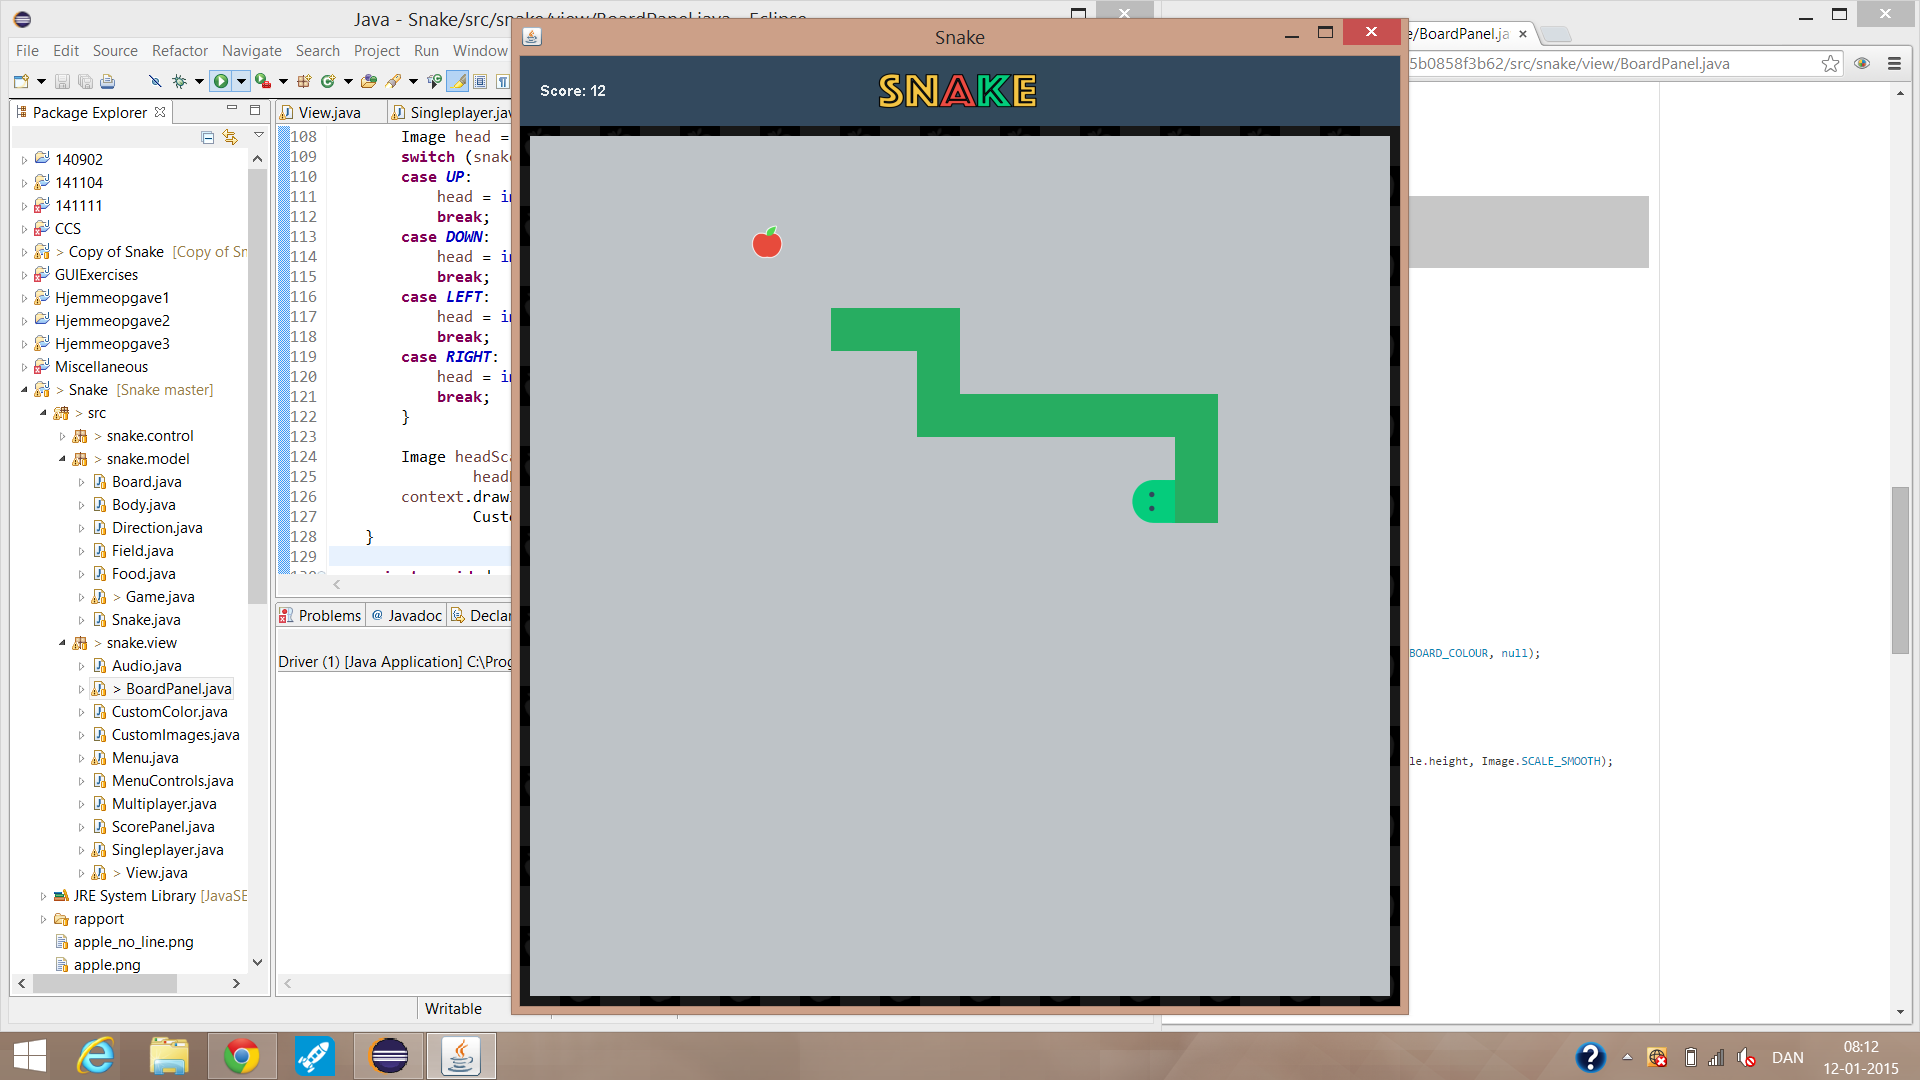 Java - Snake/src/snake/view/BoardPanel.java - Eclipse
File Edit Source Refactor Navigate Search Project Run Window
Package Explorer
140902
141104
141111
CCS
> Copy of Snake [Copy of Sn
GUIExercises
Hjemmeopgave1
Hjemmeopgave2
Hjemmeopgave3
Miscellaneous
> Snake [Snake master]
> src
> snake.control
> snake.model
Board.java
Body.java
Direction.java
Field.java
Food.java
> Game.java
Snake.java
> snake.view
Audio.java
> BoardPanel.java
CustomColor.java
CustomImages.java
Menu.java
MenuControls.java
Multiplayer.java
ScorePanel.java
Singleplayer.java
> View.java
JRE System Library [JavaSE
rapport
apple_no_line.png
apple.png
View.java Singleplayer.jav
108 Image head =
109 switch (snak
110 case UP:
111 head = i
112 break;
113 case DOWN:
114 head = i
115 break;
116 case LEFT:
117 head = i
118 break;
119 case RIGHT:
120 head = i
121 break;
122 }
123
124 Image headSc
125 head
126 context.draw
127 Custo
128 }
129
Problems @ Javadoc Declar
Driver (1) [Java Application] C:\Prog
Writable
Snake
Score: 12
SNAKE
:
e/BoardPanel.ja
5b0858f3b62/src/snake/view/BoardPanel.java
BOARD_COLOUR, null);
le.height, Image.SCALE_SMOOTH);
DAN
08:12
12-01-2015